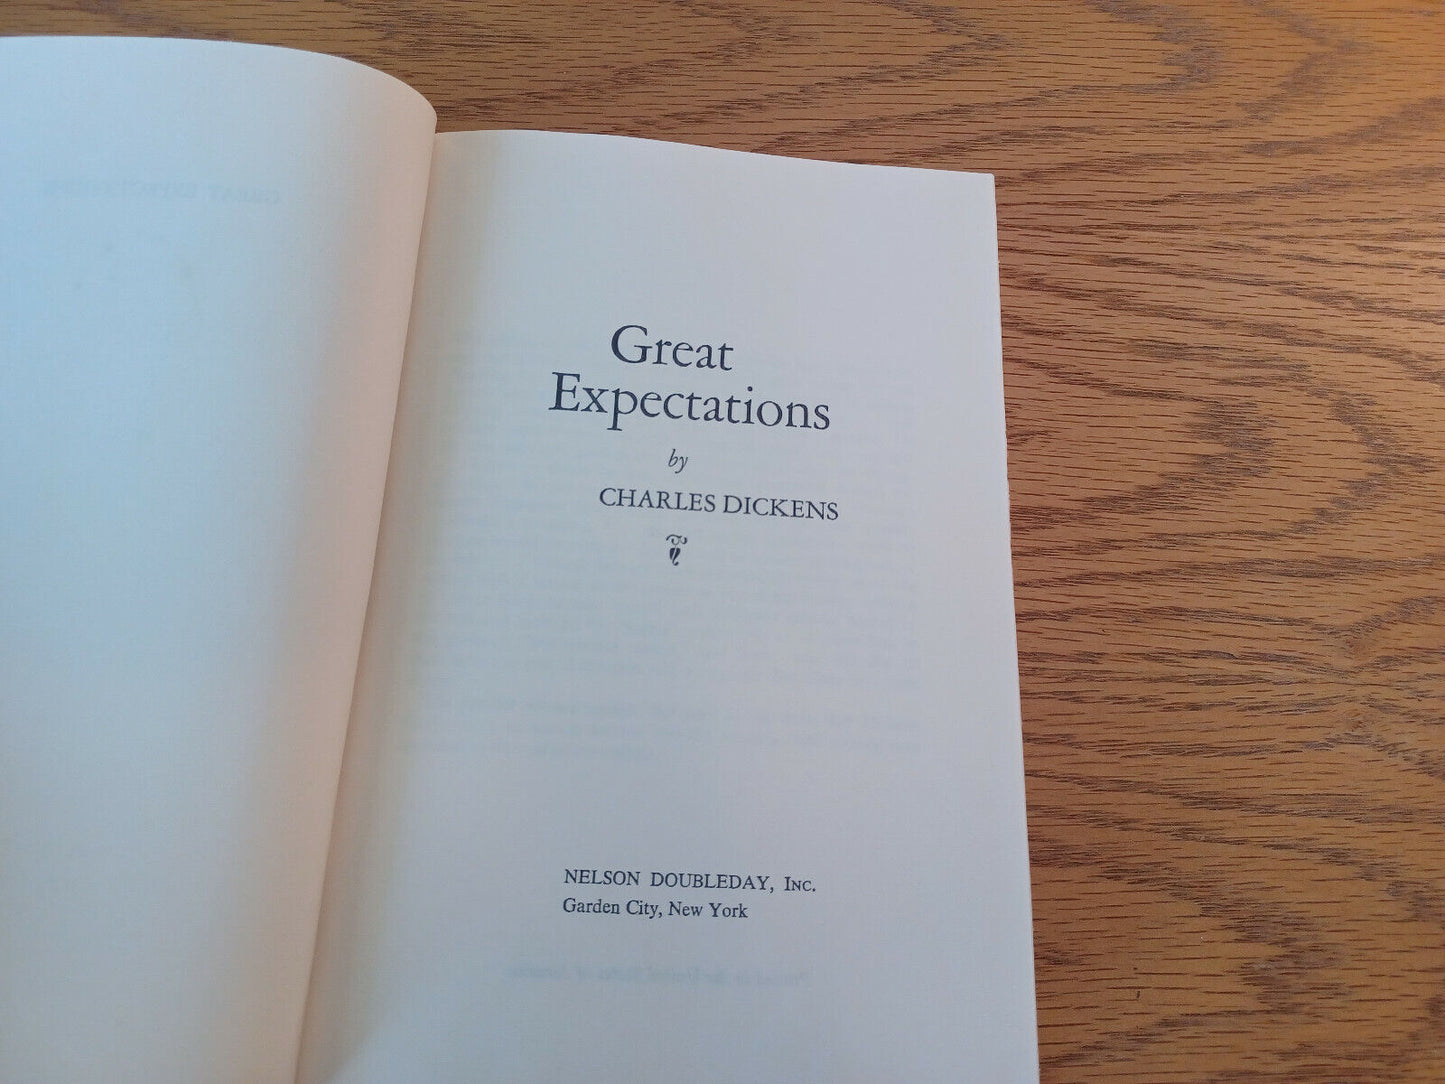 Great
Expectations
by
CHARLES DICKENS
NELSON DOUBLEDAY, INC.
Garden City, New York